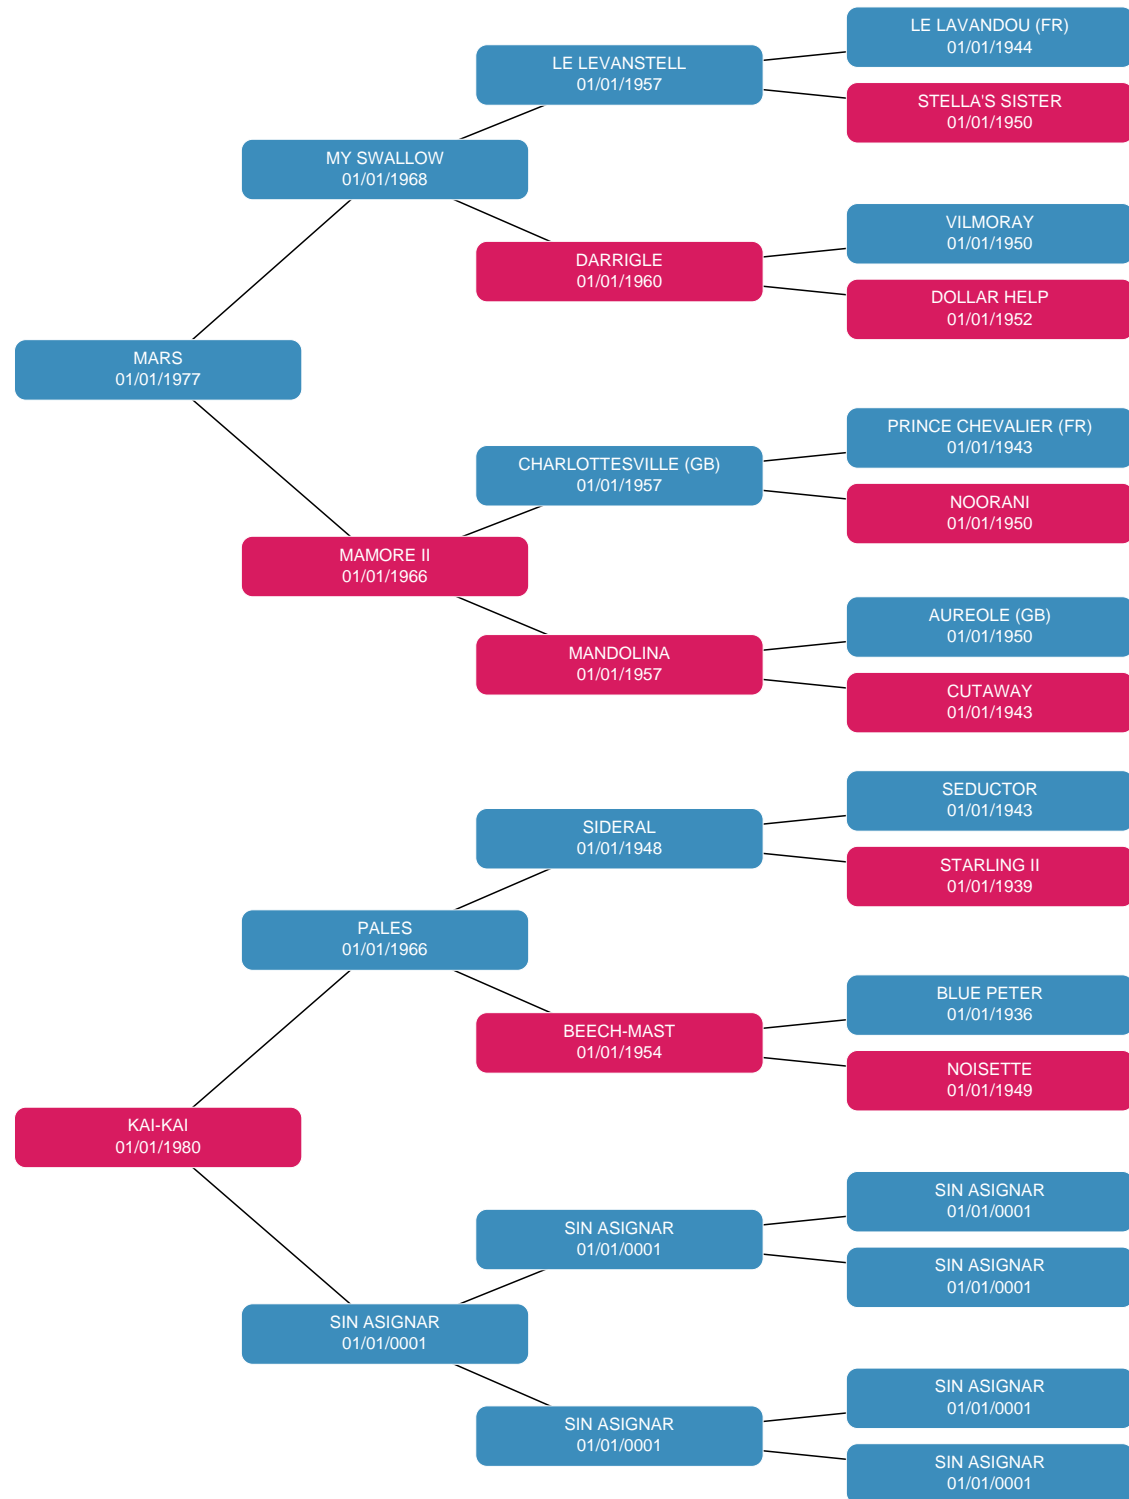 LE LAVANDOU (FR)
01/01/1944
LE LEVANSTELL
01/01/1957
STELLA'S SISTER
01/01/1950
MY SWALLOW
01/01/1968
VILMORAY
01/01/1950
DARRIGLE
01/01/1960
DOLLAR HELP
01/01/1952
MARS
01/01/1977
PRINCE CHEVALIER (FR)
01/01/1943
CHARLOTTESVILLE (GB)
01/01/1957
NOORANI
01/01/1950
MAMORE II
01/01/1966
AUREOLE (GB)
01/01/1950
MANDOLINA
01/01/1957
CUTAWAY
01/01/1943
SEDUCTOR
01/01/1943
SIDERAL
01/01/1948
STARLING II
01/01/1939
PALES
01/01/1966
BLUE PETER
01/01/1936
BEECH-MAST
01/01/1954
NOISETTE
01/01/1949
KAI-KAI
01/01/1980
SIN ASIGNAR
01/01/0001
SIN ASIGNAR
01/01/0001
SIN ASIGNAR
01/01/0001
SIN ASIGNAR
01/01/0001
SIN ASIGNAR
01/01/0001
SIN ASIGNAR
01/01/0001
SIN ASIGNAR
01/01/0001